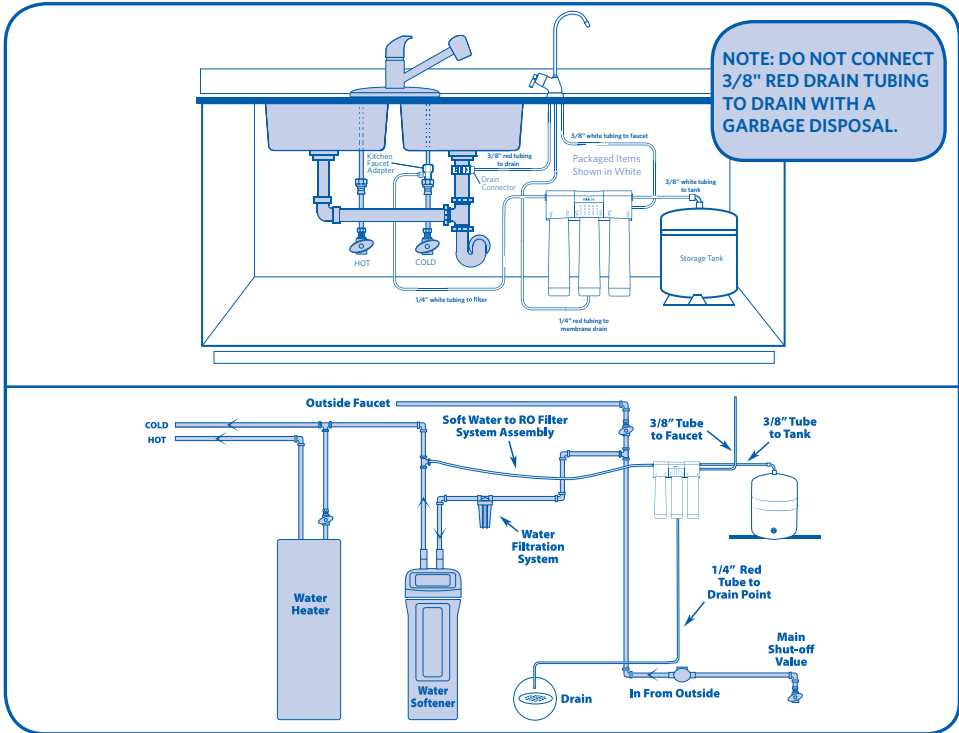 NOTE: DO NOT CONNECT
3/8" RED DRAIN TUBING
TO DRAIN WITH A
GARBAGE DISPOSAL.
3/8" white tubing to faucet
Kitchen
Faucet
Adapter
3/8" red tubing
to drain
Packaged Items
Shown in White
Drain
Connector
3/8" white tubing
to tank
HOT
COLD
Storage Tank
1/4" white tubing to filter
1/4" red tubing to
membrane drain
Outside Faucet
COLD
HOT
Soft Water to RO Filter
System Assembly
3/8” Tube
to Faucet
3/8” Tube
to Tank
Water
Filtration
System
Water
Heater
1/4” Red
Tube to
Drain Point
Main
Shut-off
Value
Water
Softener
Drain
In From Outside